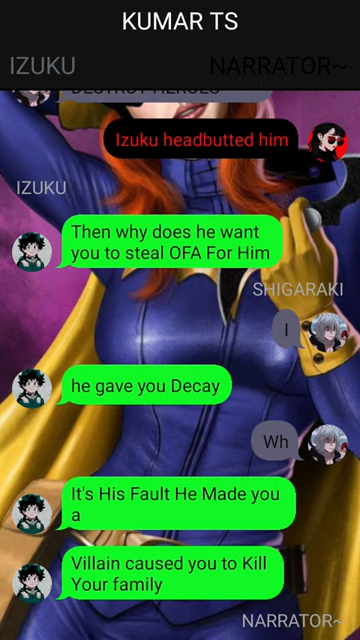 KUMAR TS
IZUKU
NARRATOR~
DESTROY HEROES
Izuku headbutted him
IZUKU
Then why does he want
you to steal OFA For Him
SHIGARAKI
I
he gave you Decay
Wh
It's His Fault He Made you
a
Villain caused you to Kill
Your family
NARRATOR~